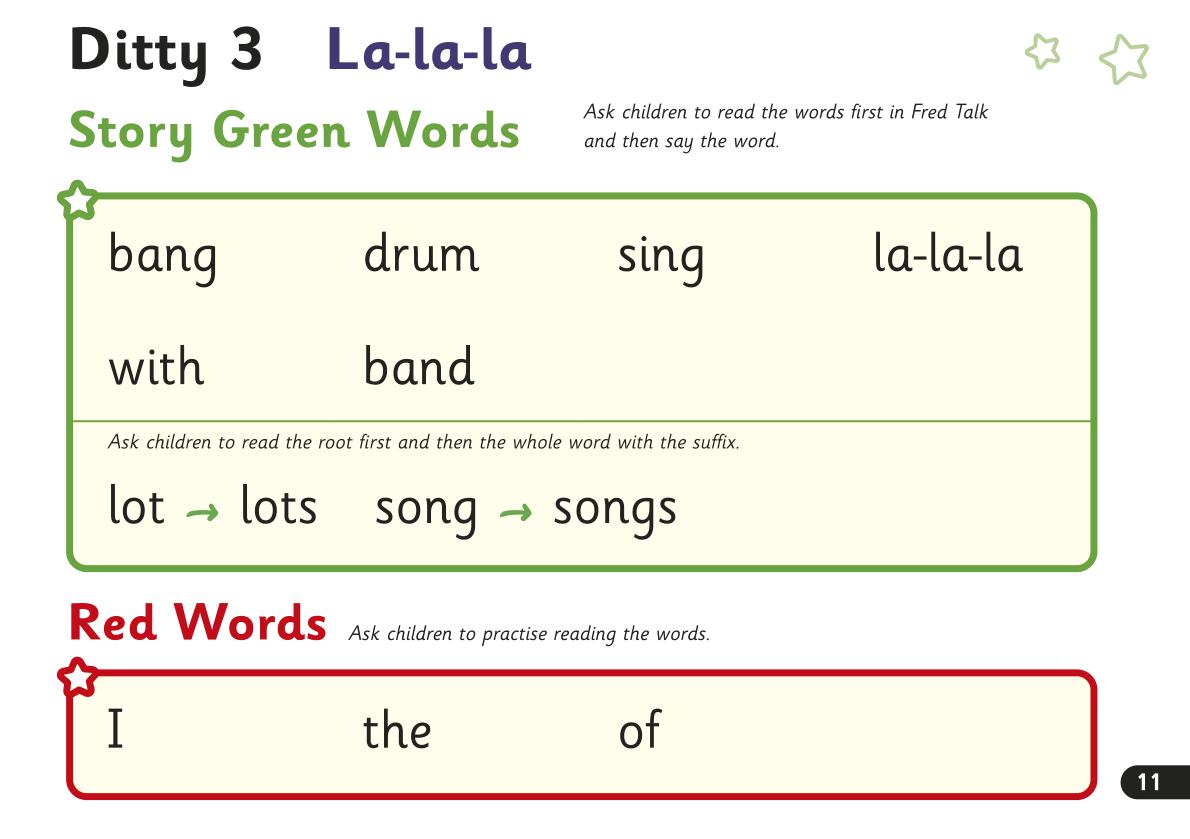 Ditty 3 La-la-la
Story Green Words
Ask children to read the words first in Fred Talk
and then say the word.
bang drum sing la-la-la
with band
Ask children to read the root first and then the whole word with the suffix.
lot → lots song → songs
Red Words Ask children to practise reading the words.
I the of
11